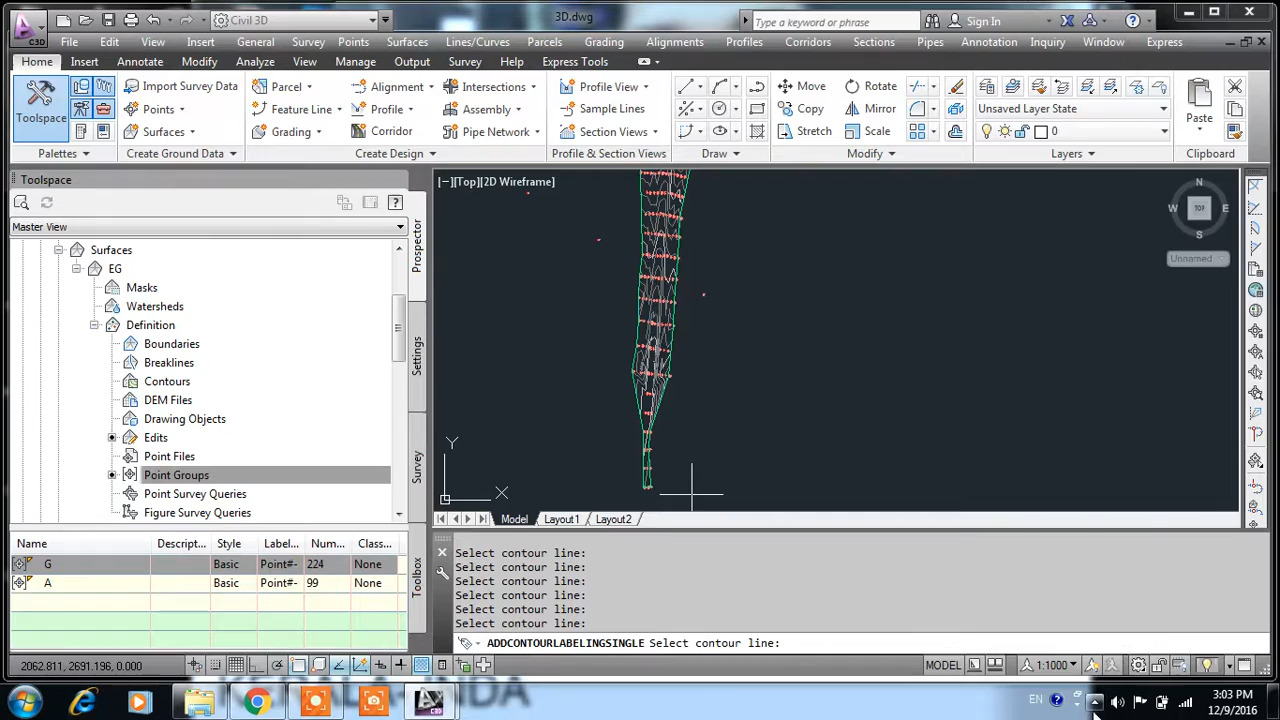 Civil 3D
3D.dwg
Type a keyword or phrase
Sign In
C3D
File Edit View Insert General Survey Points Surfaces Lines/Curves Parcels Grading Alignments Profiles Corridors Sections Pipes Annotation Inquiry Window Express
Home Insert Annotate Modify Analyze View Manage Output Survey Help Express Tools
Toolspace
Import Survey Data
Points
Surfaces
Parcel
Feature Line
Grading
Alignment
Profile
Corridor
Intersections
Assembly
Pipe Network
Profile View
Sample Lines
Section Views
Move
Copy
Stretch
Rotate
Mirror
Scale
Unsaved Layer State
0
Paste
Palettes Create Ground Data Create Design Profile & Section Views Draw Modify Layers Clipboard
Toolspace
Master View
Surfaces
EG
Masks
Watersheds
Definition
Boundaries
Breaklines
Contours
DEM Files
Drawing Objects
Edits
Point Files
Point Groups
Point Survey Queries
Figure Survey Queries
Prospector
Settings
Survey
Toolbox
Name Descript... Style Label... Num... Class...
G Basic Point#- 224 None
A Basic Point#- 99 None
[−][Top][2D Wireframe]
N
W TOP E
S
Unnamed
Y
X
Model Layout1 Layout2
Select contour line:
Select contour line:
Select contour line:
Select contour line:
Select contour line:
Select contour line:
ADDCONTOURLABELINGSINGLE Select contour line:
2062.811, 2691.196, 0.000
MODEL
1:1000
EN
3:03 PM
12/9/2016